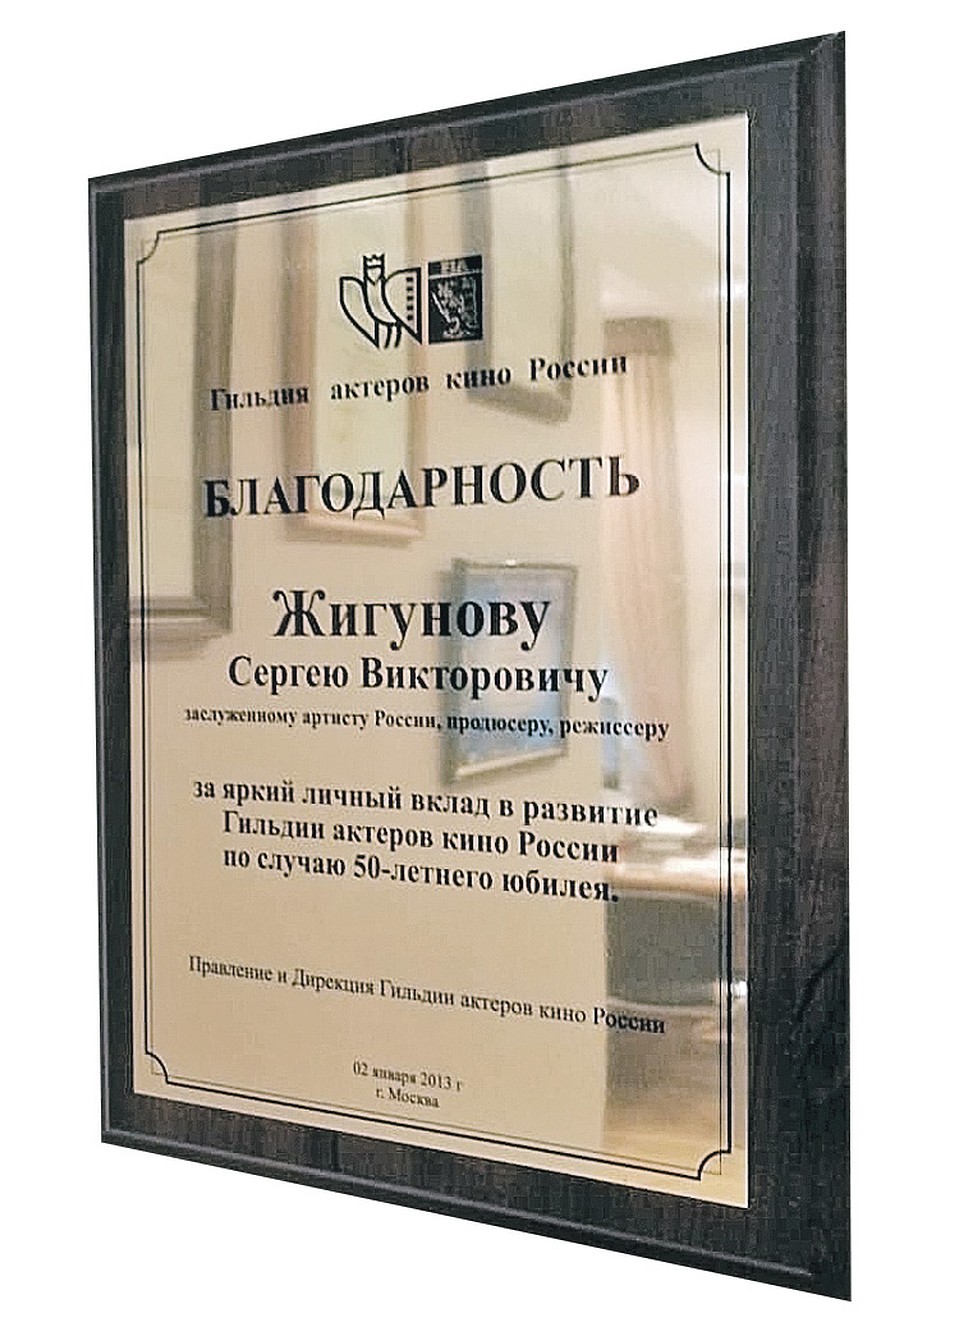 FIA
Гильдия актеров кино России
БЛАГОДАРНОСТЬ
Жигунову
Сергею Викторовичу
заслуженному артисту России, продюсеру, режиссеру
за яркий личный вклад в развитие
Гильдии актеров кино России
по случаю 50-летнего юбилея.
Правление и Дирекция Гильдии актеров кино России
02 января 2013 г
г. Москва